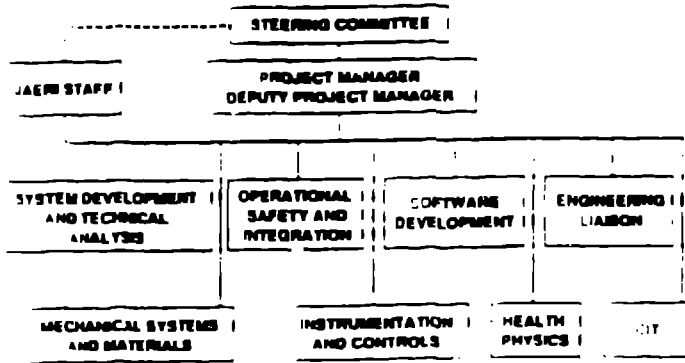 STEERING COMMITTEE
JAERI STAFF
PROJECT MANAGER
DEPUTY PROJECT MANAGER
SYSTEM DEVELOPMENT
AND TECHNICAL
ANALYSIS
OPERATIONAL
SAFETY AND
INTEGRATION
SOFTWARE
DEVELOPMENT
ENGINEERING
LIAISON
MECHANICAL SYSTEMS
AND MATERIALS
INSTRUMENTATION
AND CONTROLS
HEALTH
PHYSICS